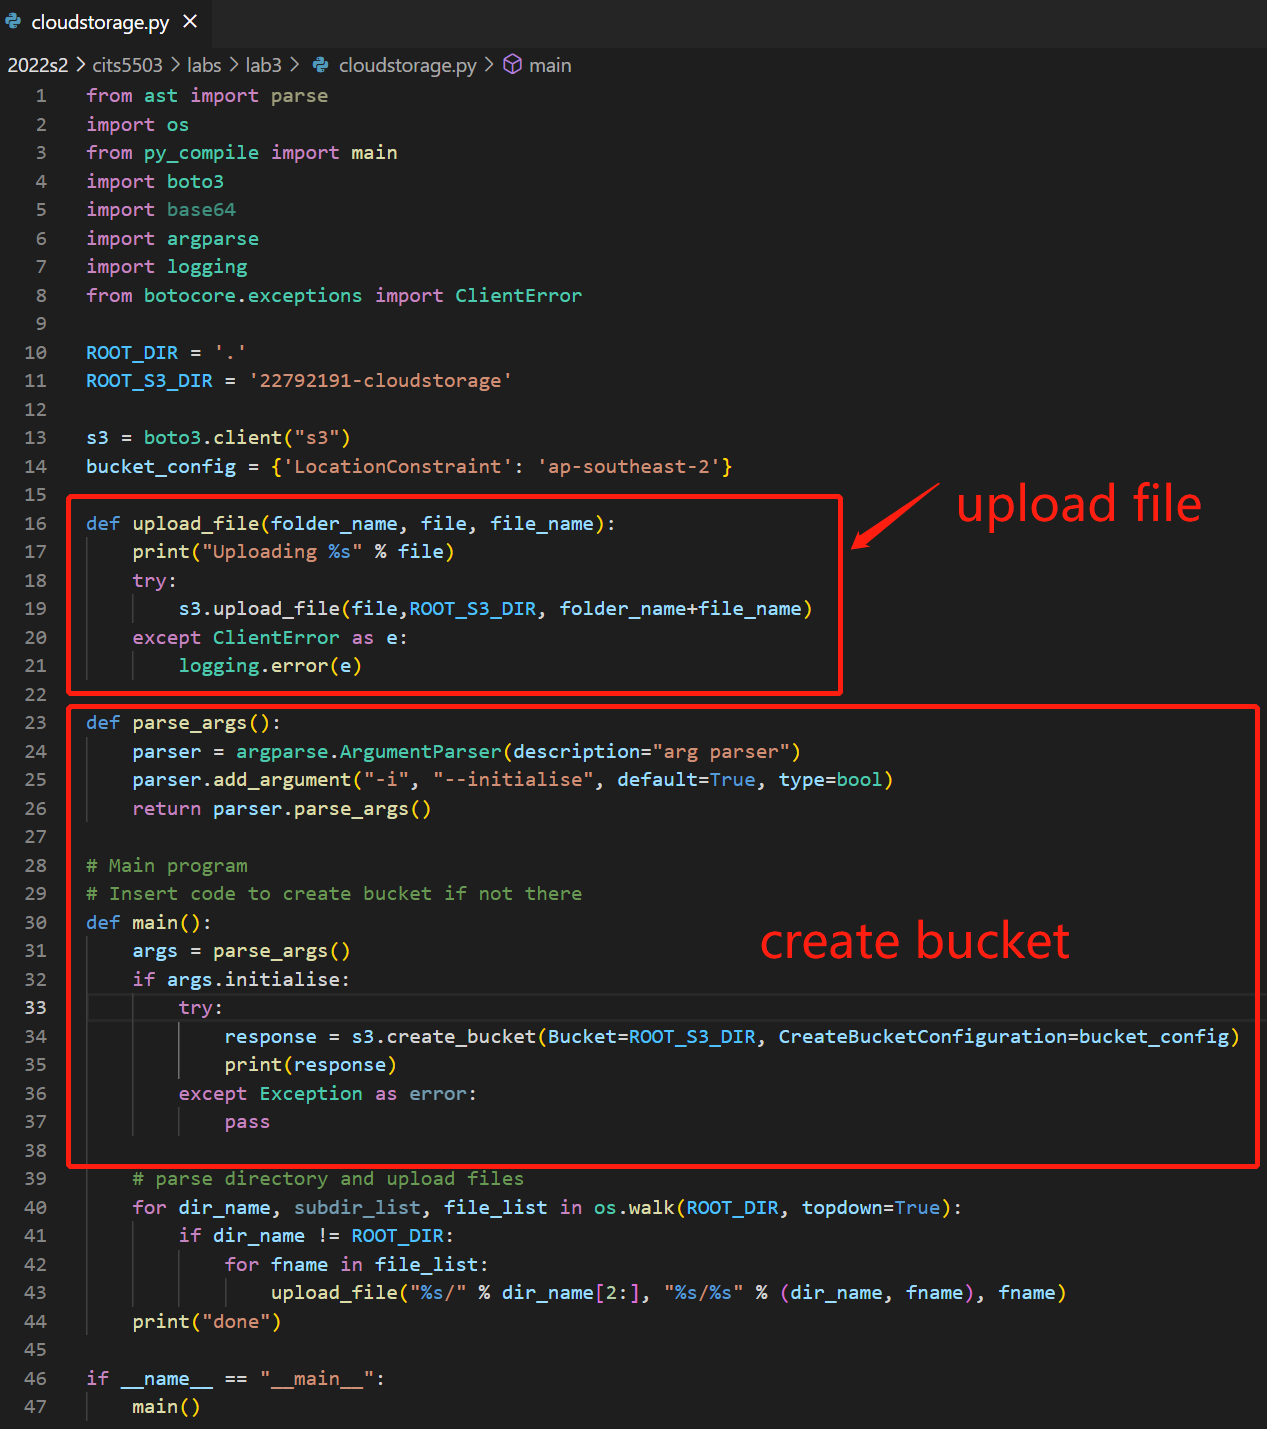 cloudstorage.py ×
2022s2 > cits5503 > labs > lab3 > cloudstorage.py > main
1 from ast import parse
2 import os
3 from py_compile import main
4 import boto3
5 import base64
6 import argparse
7 import logging
8 from botocore.exceptions import ClientError
9
10 ROOT_DIR = '.'
11 ROOT_S3_DIR = '22792191-cloudstorage'
12
13 s3 = boto3.client("s3")
14 bucket_config = {'LocationConstraint': 'ap-southeast-2'}
15
upload file
16 def upload_file(folder_name, file, file_name):
17     print("Uploading %s" % file)
18     try:
19         s3.upload_file(file,ROOT_S3_DIR, folder_name+file_name)
20     except ClientError as e:
21         logging.error(e)
22
23 def parse_args():
24     parser = argparse.ArgumentParser(description="arg parser")
25     parser.add_argument("-i", "--initialise", default=True, type=bool)
26     return parser.parse_args()
27
28 # Main program
29 # Insert code to create bucket if not there
30 def main():
create bucket
31     args = parse_args()
32     if args.initialise:
33         try:
34             response = s3.create_bucket(Bucket=ROOT_S3_DIR, CreateBucketConfiguration=bucket_config)
35             print(response)
36         except Exception as error:
37             pass
38
39     # parse directory and upload files
40     for dir_name, subdir_list, file_list in os.walk(ROOT_DIR, topdown=True):
41         if dir_name != ROOT_DIR:
42             for fname in file_list:
43                 upload_file("%s/" % dir_name[2:], "%s/%s" % (dir_name, fname), fname)
44     print("done")
45
46 if __name__ == "__main__":
47     main()